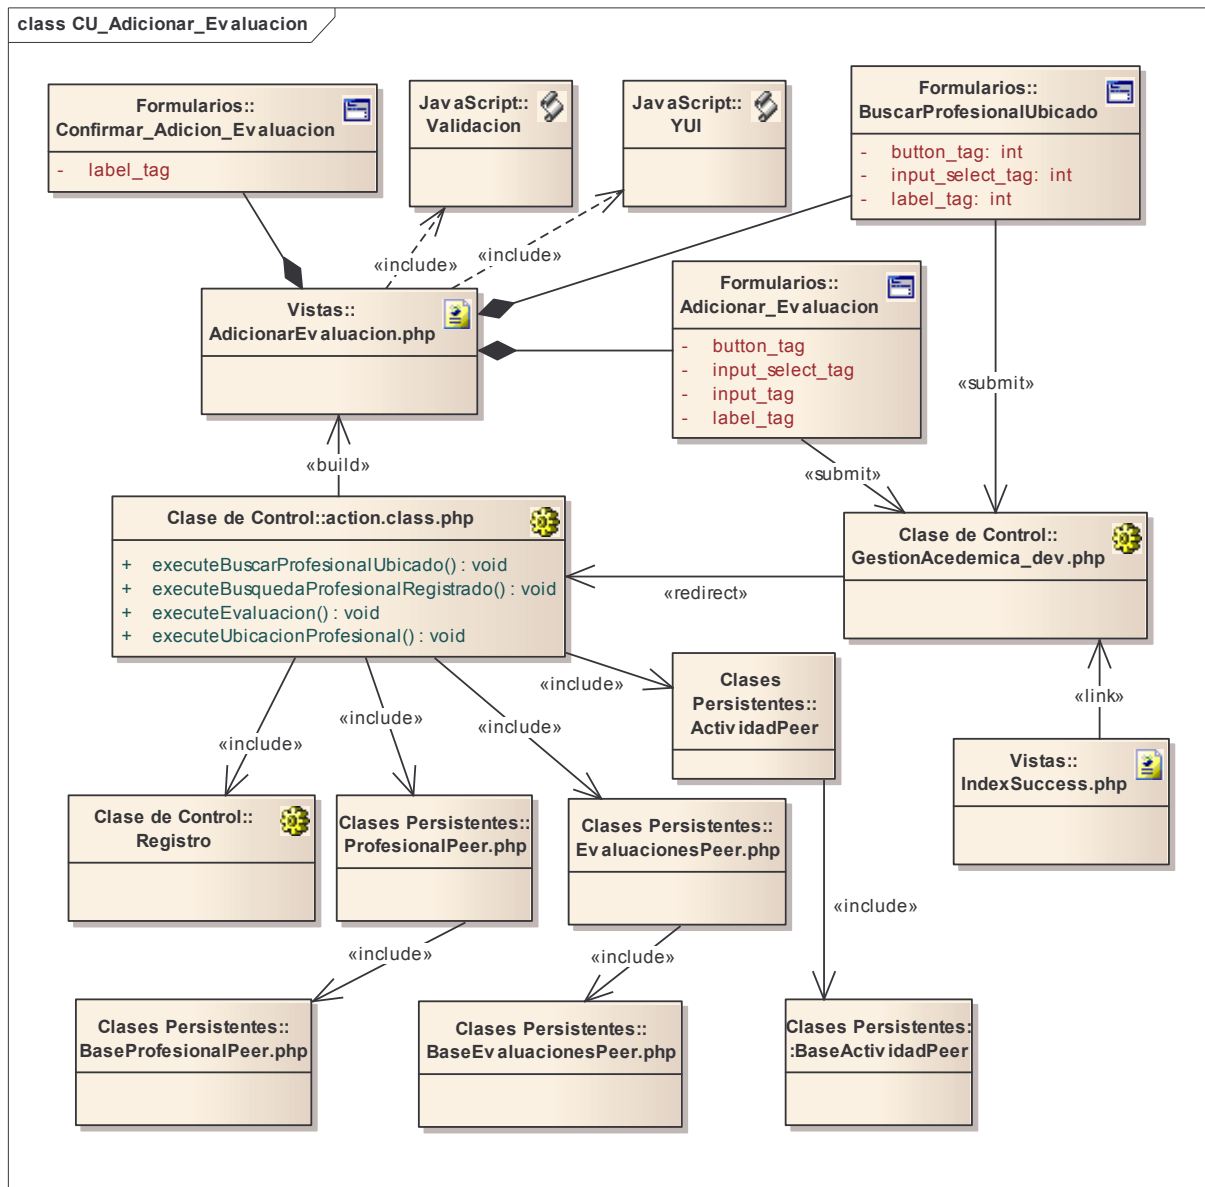 class CU_Adicionar_Evaluacion
Formularios::
Confirmar_Adicion_Evaluacion
- label_tag
JavaScript::
Validacion
JavaScript::
YUI
Formularios::
BuscarProfesionalUbicado
- button_tag: int
- input_select_tag: int
- label_tag: int
«include»
«include»
Vistas::
AdicionarEvaluacion.php
Formularios::
Adicionar_Evaluacion
- button_tag
- input_select_tag
- input_tag
- label_tag
«submit»
«build»
«submit»
Clase de Control::action.class.php
+ executeBuscarProfesionalUbicado() : void
+ executeBusquedaProfesionalRegistrado() : void
+ executeEvaluacion() : void
+ executeUbicacionProfesional() : void
Clase de Control::
GestionAcedemica_dev.php
«redirect»
«include»
«include»
«include»
«include»
Clases
Persistentes::
ActividadPeer
«link»
Vistas::
IndexSuccess.php
Clase de Control::
Registro
Clases Persistentes::
ProfesionalPeer.php
Clases Persistentes::
EvaluacionesPeer.php
«include»
«include»
«include»
Clases Persistentes::
BaseProfesionalPeer.php
Clases Persistentes::
BaseEvaluacionesPeer.php
Clases Persistentes:
:BaseActividadPeer